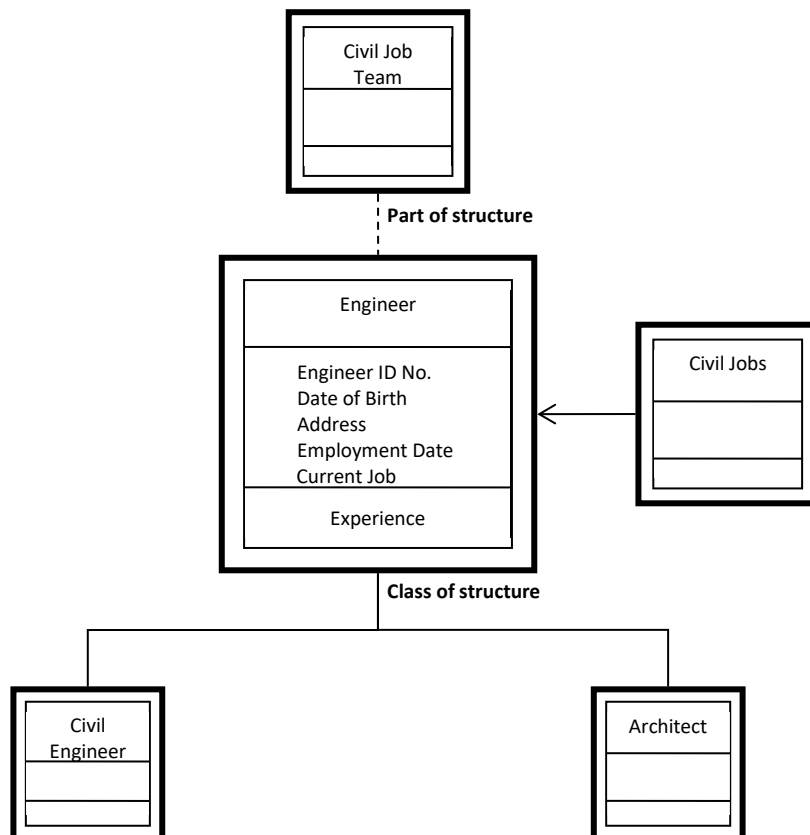 Civil Job
Team
Part of structure
Engineer
Engineer ID No.
Date of Birth
Address
Employment Date
Current Job
Experience
Civil Jobs
Class of structure
Civil
Engineer
Architect